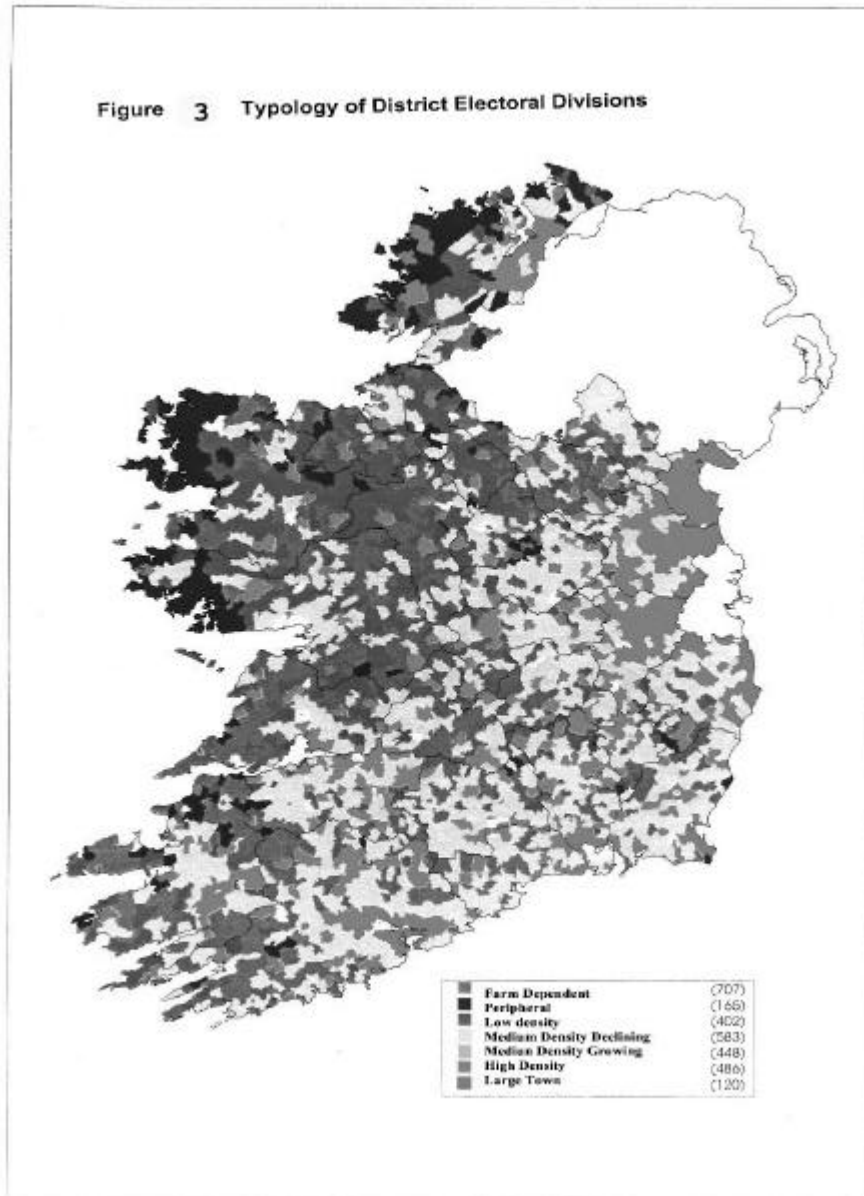 Figure 3 Typology of District Electoral Divisions
Farm Dependent (707)
Peripheral (165)
Low density (402)
Medium Density Declining (583)
Median Density Growing (448)
High Density (486)
Large Town (120)